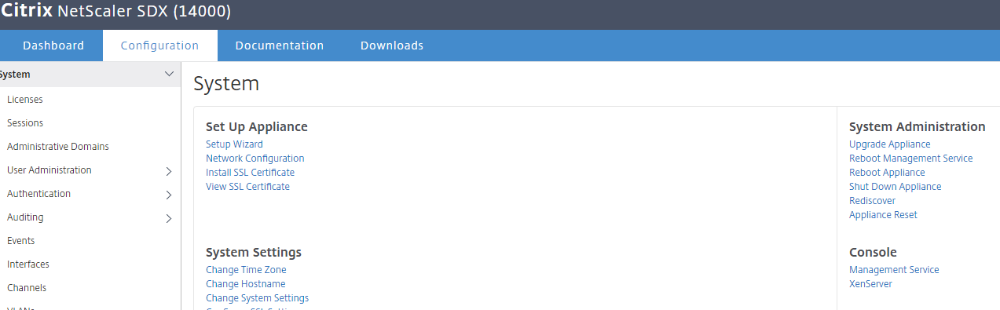 Citrix NetScaler SDX (14000)
Dashboard Configuration Documentation Downloads
System
Licenses
Sessions
Administrative Domains
User Administration
Authentication
Auditing
Events
Interfaces
Channels
VLANs
System
Set Up Appliance
Setup Wizard
Network Configuration
Install SSL Certificate
View SSL Certificate
System Settings
Change Time Zone
Change Hostname
Change System Settings
System Administration
Upgrade Appliance
Reboot Management Service
Reboot Appliance
Shut Down Appliance
Rediscover
Appliance Reset
Console
Management Service
XenServer